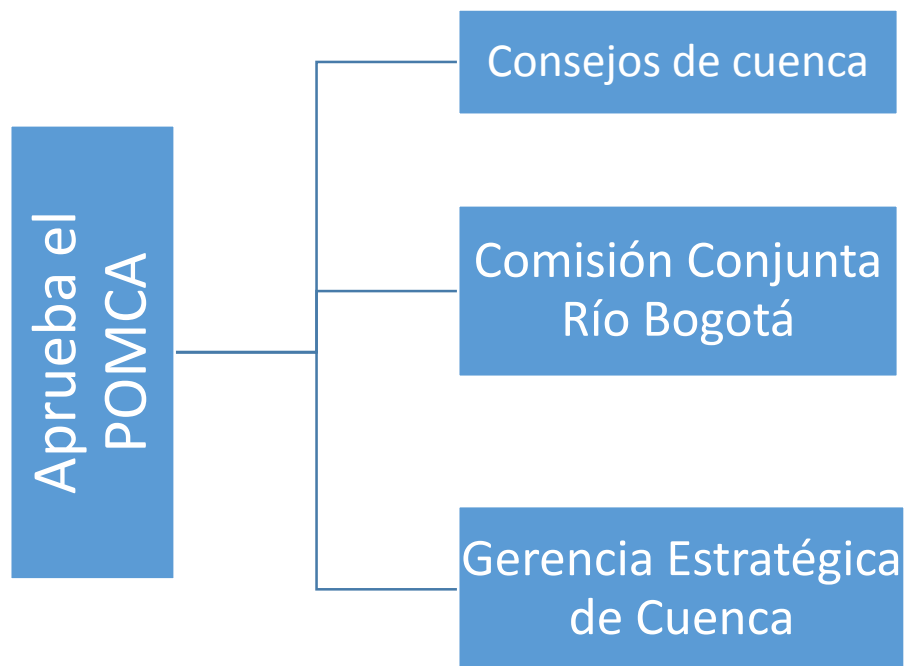 Aprueba el
POMCA
Consejos de cuenca
Comisión Conjunta
Río Bogotá
Gerencia Estratégica
de Cuenca